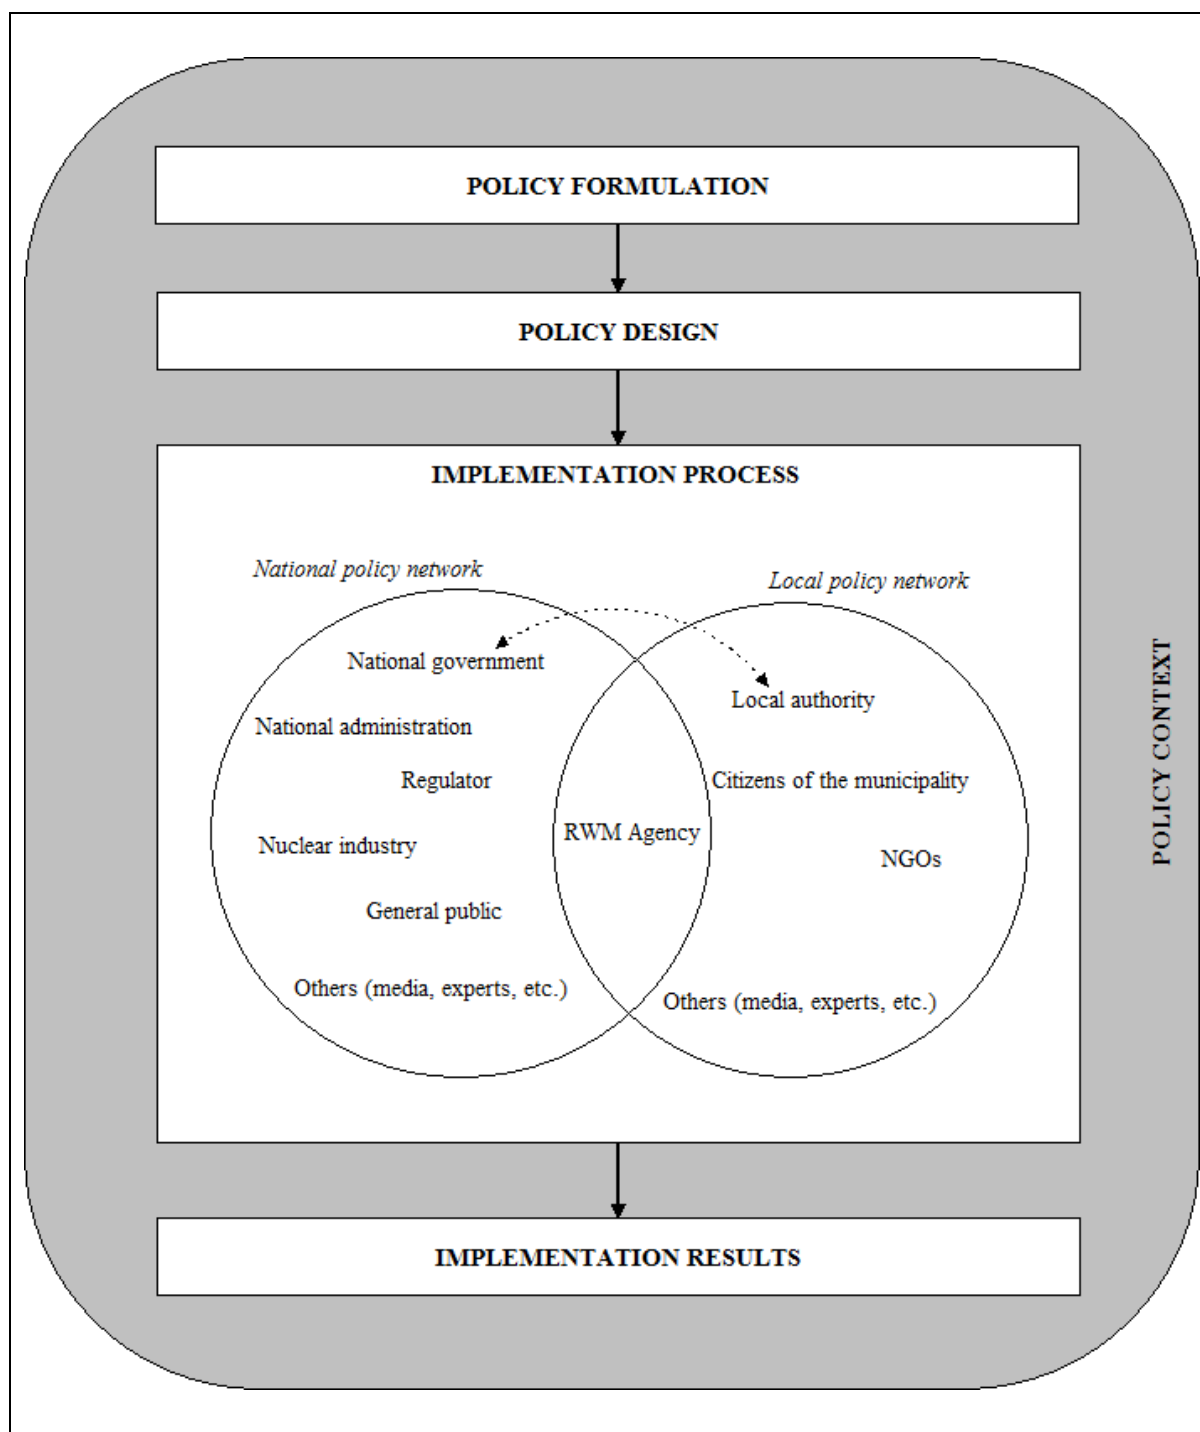 POLICY FORMULATION
POLICY DESIGN
IMPLEMENTATION PROCESS
National policy network
Local policy network
National government
Local authority
National administration
Regulator
Citizens of the municipality
RWM Agency
Nuclear industry
NGOs
General public
Others (media, experts, etc.)
Others (media, experts, etc.)
POLICY CONTEXT
IMPLEMENTATION RESULTS